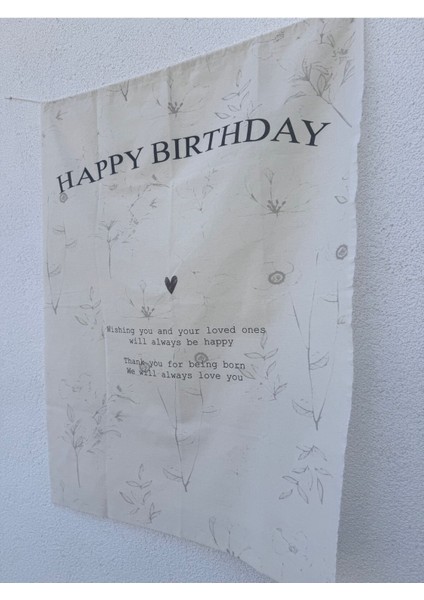 HAPPY BIRTHDAY
Wishing you and your loved ones
will always be happy
Thank you for being born
We will always love you